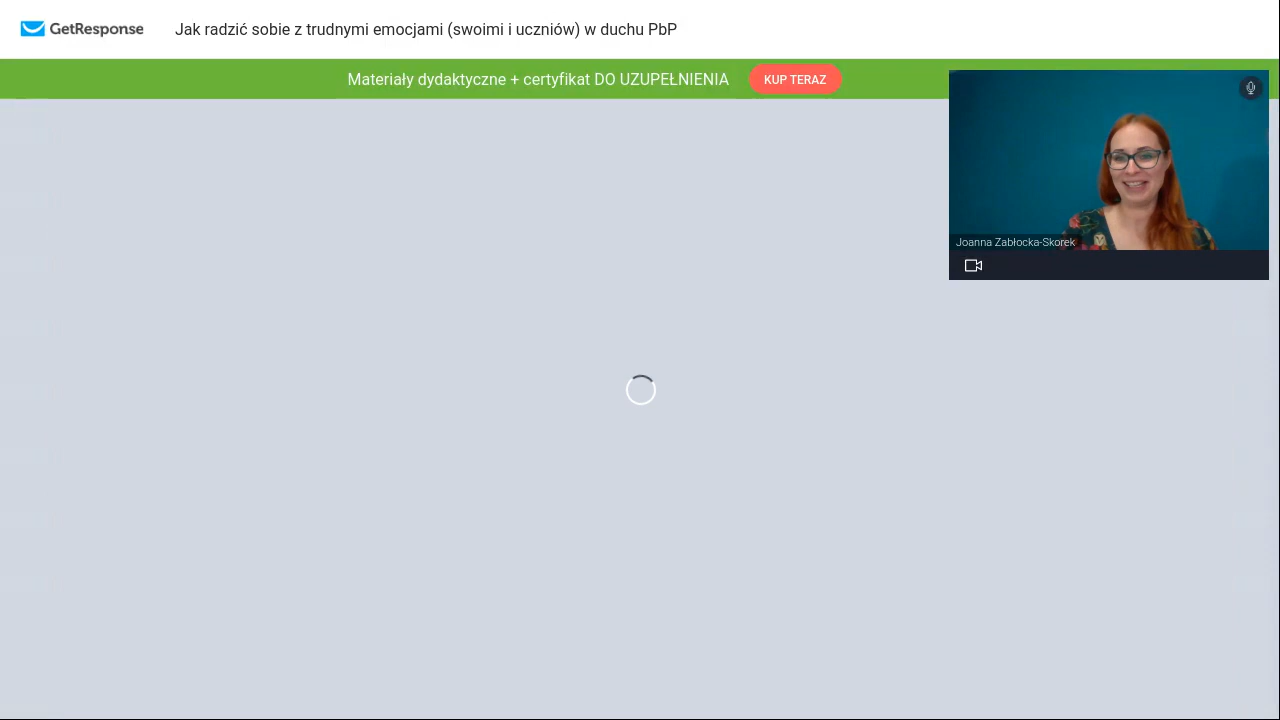 GetResponse
Jak radzić sobie z trudnymi emocjami (swoimi i uczniów) w duchu PbP
Materiały dydaktyczne + certyfikat DO UZUPEŁNIENIA
KUP TERAZ
Joanna Zabłocka-Skorek